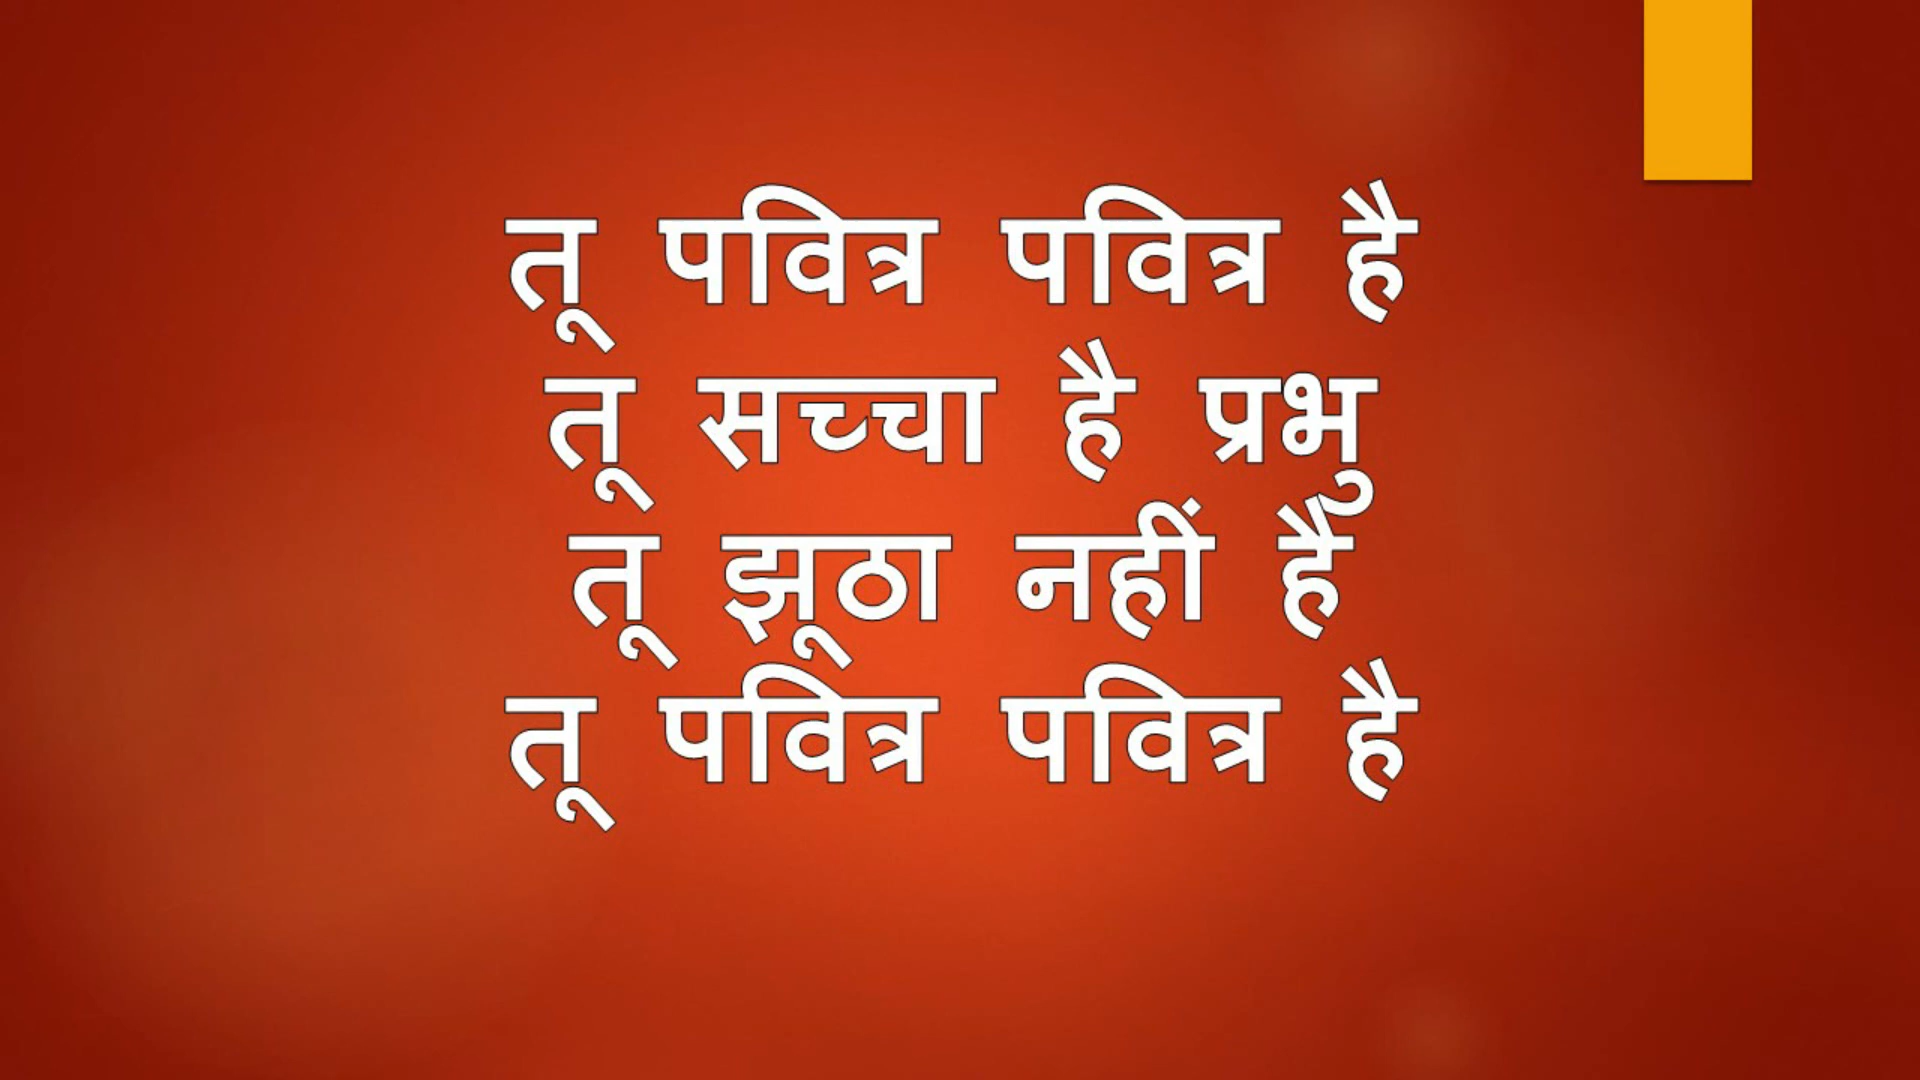 तू पवित्र पवित्र है
तू सच्चा है प्रभु
तू झूठा नहीं है
तू पवित्र पवित्र है